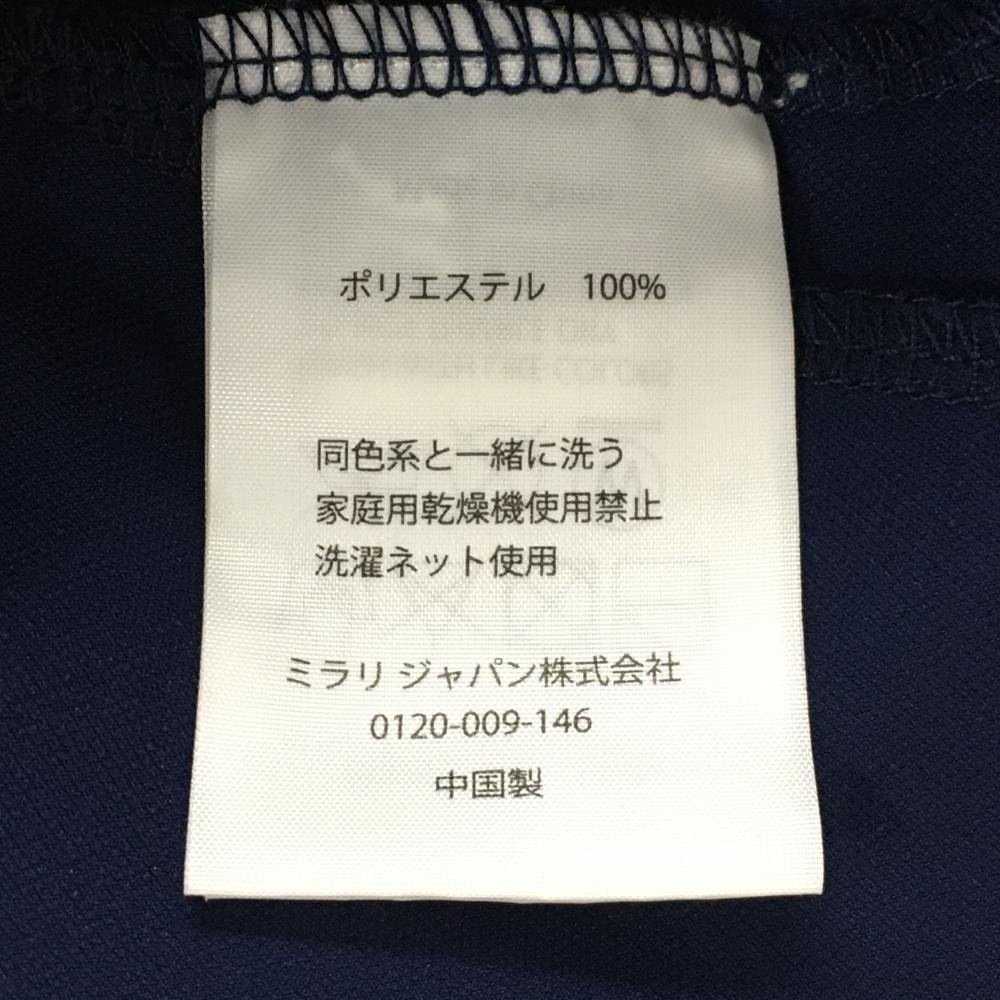 ポリエステル　100%
同色系と一緒に洗う
家庭用乾燥機使用禁止
洗濯ネット使用
ミラリ ジャパン株式会社
0120-009-146
中国製